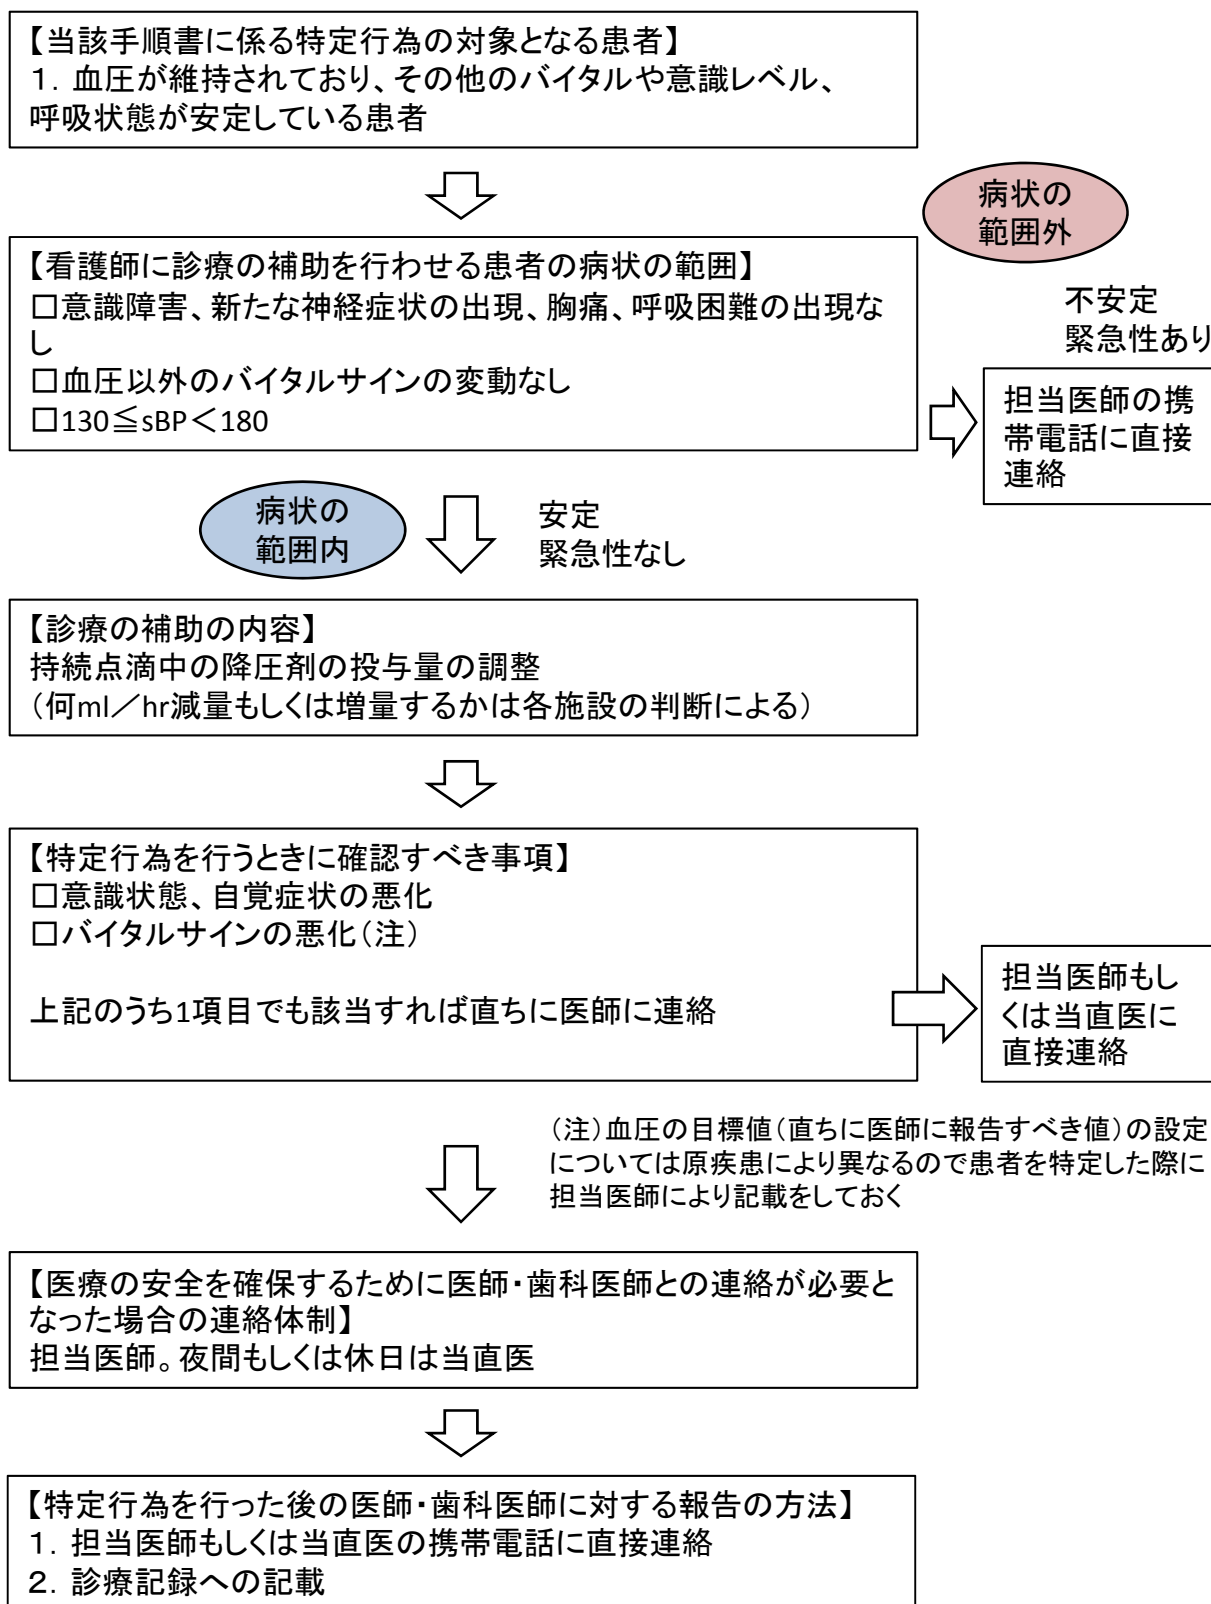 【当該手順書に係る特定行為の対象となる患者】
１．血圧が維持されており、その他のバイタルや意識レベル、
呼吸状態が安定している患者
病状の
範囲外
【看護師に診療の補助を行わせる患者の病状の範囲】
□意識障害、新たな神経症状の出現、胸痛、呼吸困難の出現な
し
□血圧以外のバイタルサインの変動なし
□130≦sBP＜180
不安定
緊急性あり
担当医師の携
帯電話に直接
連絡
病状の
範囲内
安定
緊急性なし
【診療の補助の内容】
持続点滴中の降圧剤の投与量の調整
（何ml／hr減量もしくは増量するかは各施設の判断による）
【特定行為を行うときに確認すべき事項】
□意識状態、自覚症状の悪化
□バイタルサインの悪化（注）
上記のうち1項目でも該当すれば直ちに医師に連絡
担当医師もし
くは当直医に
直接連絡
（注）血圧の目標値（直ちに医師に報告すべき値）の設定
については原疾患により異なるので患者を特定した際に
担当医師により記載をしておく
【医療の安全を確保するために医師・歯科医師との連絡が必要と
なった場合の連絡体制】
担当医師。夜間もしくは休日は当直医
【特定行為を行った後の医師・歯科医師に対する報告の方法】
１．担当医師もしくは当直医の携帯電話に直接連絡
２．診療記録への記載